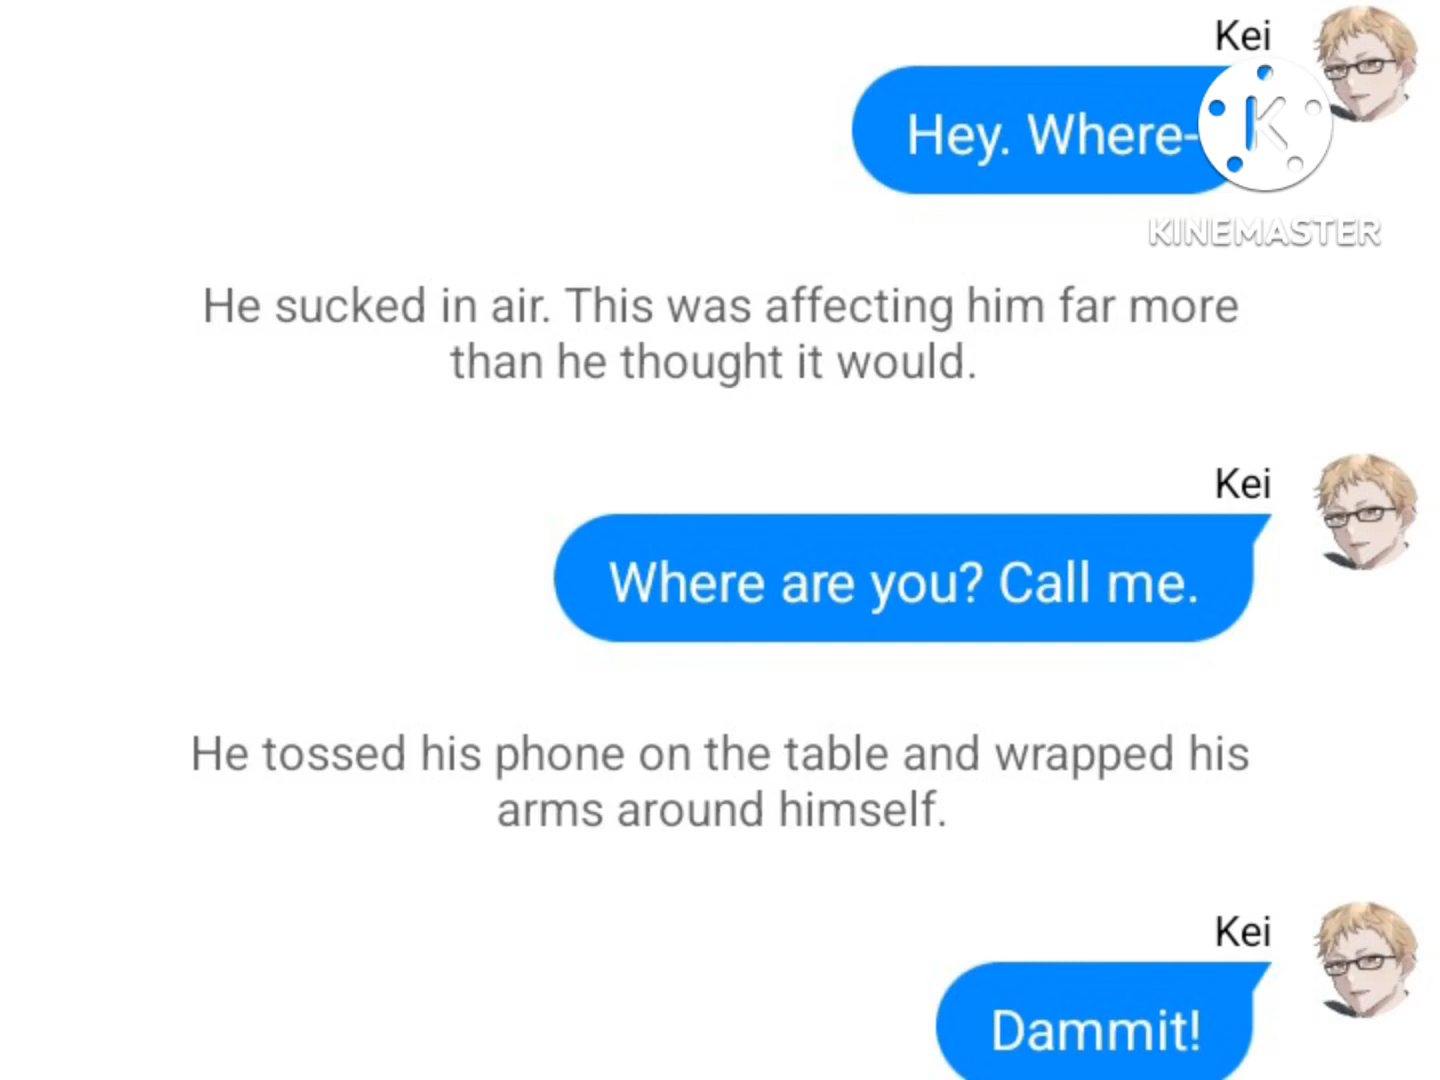 Kei
Hey. Where-
K
KINEMASTER
He sucked in air. This was affecting him far more
than he thought it would.
Kei
Where are you? Call me.
He tossed his phone on the table and wrapped his
arms around himself.
Kei
Dammit!